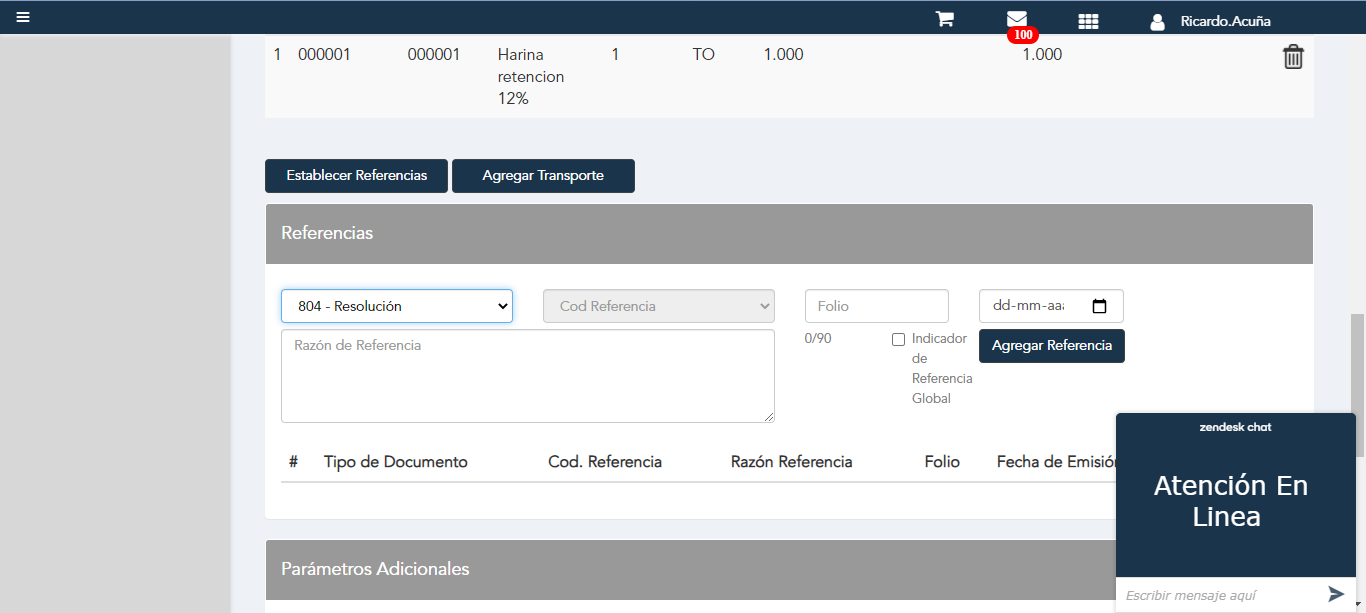 100
Ricardo.Acuña
1 000001 000001 Harina 1 TO 1.000 1.000
retencion
12%
Establecer Referencias Agregar Transporte
Referencias
804 - Resolución Cod Referencia Folio dd-mm-aaa
Razón de Referencia
0/90 Indicador
de
Referencia
Global
Agregar Referencia
# Tipo de Documento Cod. Referencia Razón Referencia Folio Fecha de Emisión
Parámetros Adicionales
zendesk chat
Atención En
Linea
Escribir mensaje aquí